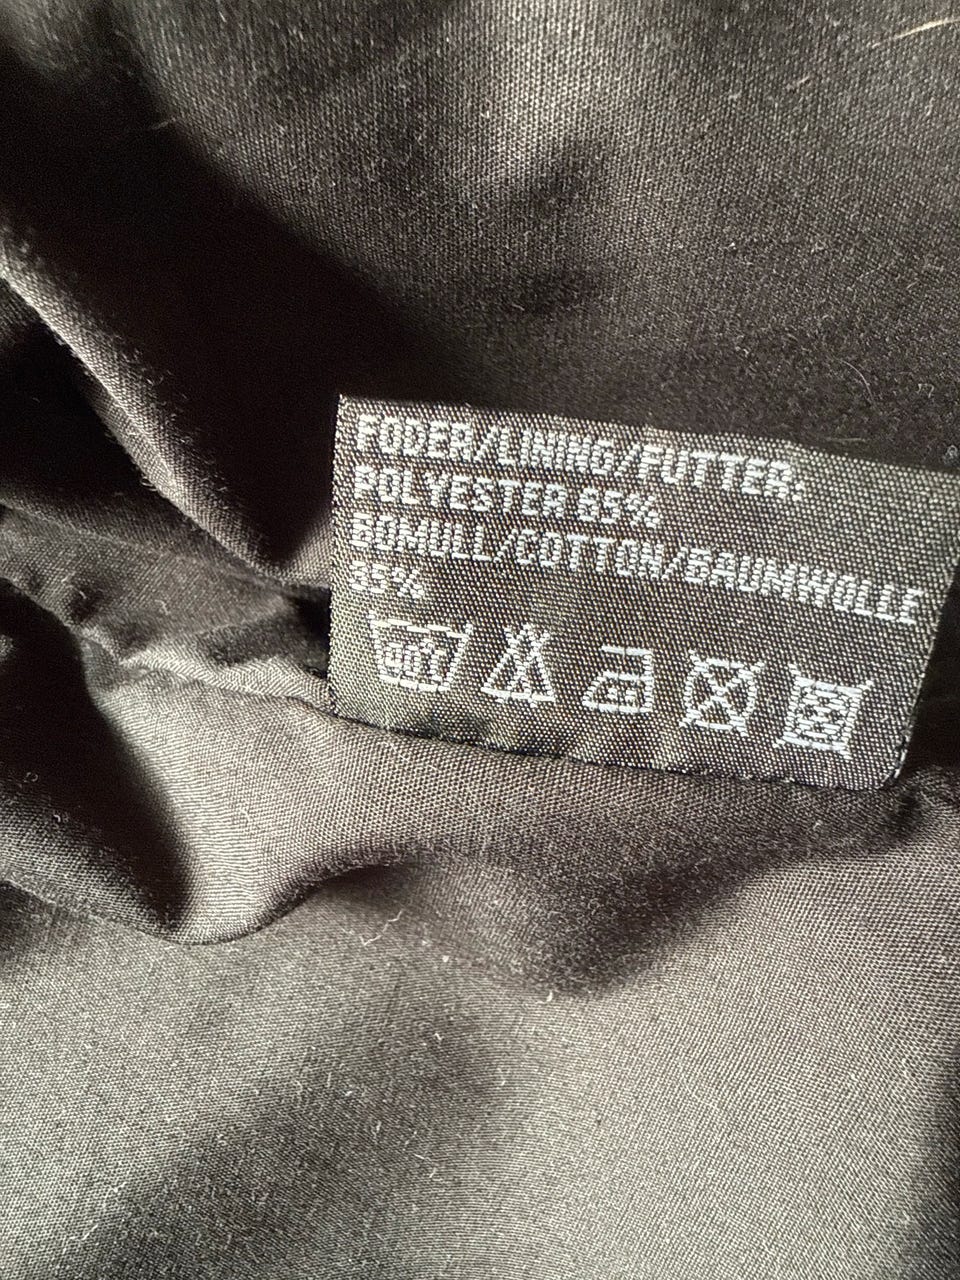 FODER/LINING/FUTTER:
POLYESTER 65%
BOMULL/COTTON/BAUMWOLLE
35%